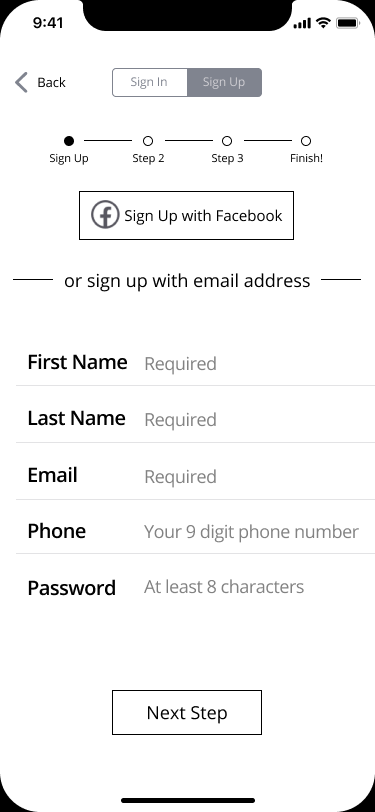 9:41
Back
Sign In
Sign Up
Sign Up
Step 2
Step 3
Finish!
Sign Up with Facebook
or sign up with email address
First Name Required
Last Name Required
Email Required
Phone Your 9 digit phone number
Password At least 8 characters
Next Step